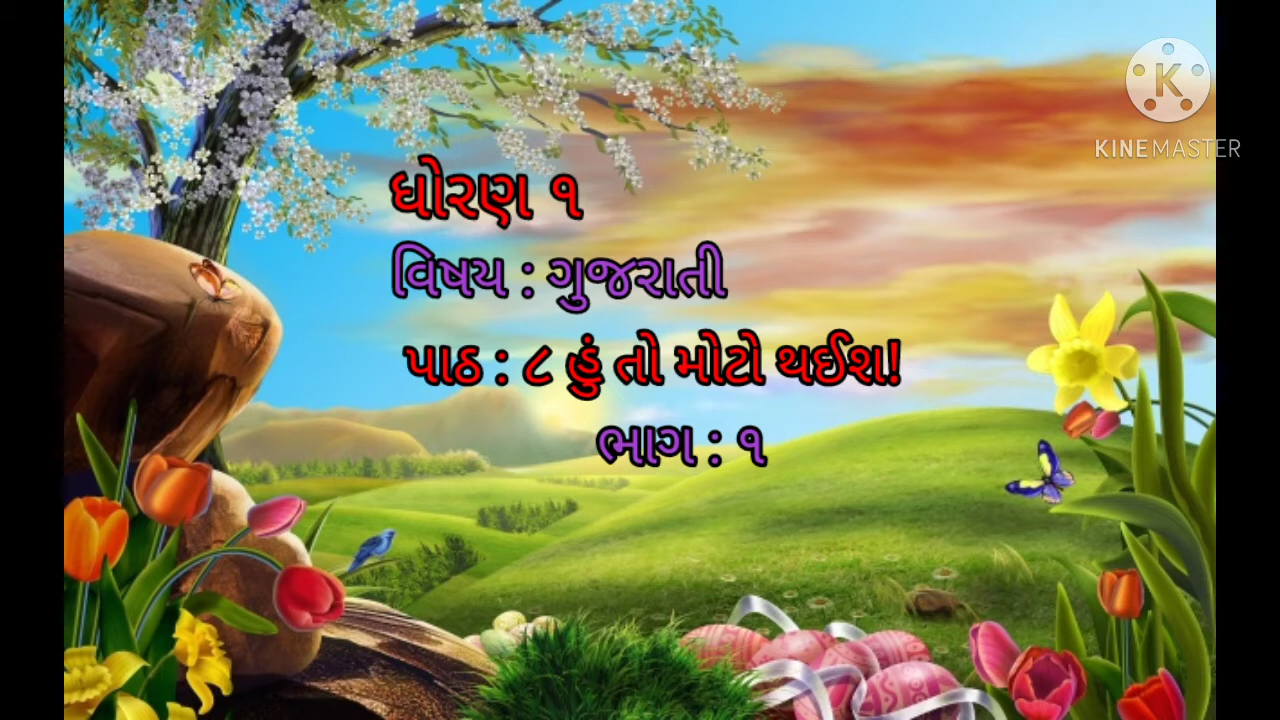 ધોરણ ૧
વિષય : ગુજરાતી
પાઠ : ૮ હું તો મોટો થઈશ!
ભાગ : ૧
K
KINEMASTER